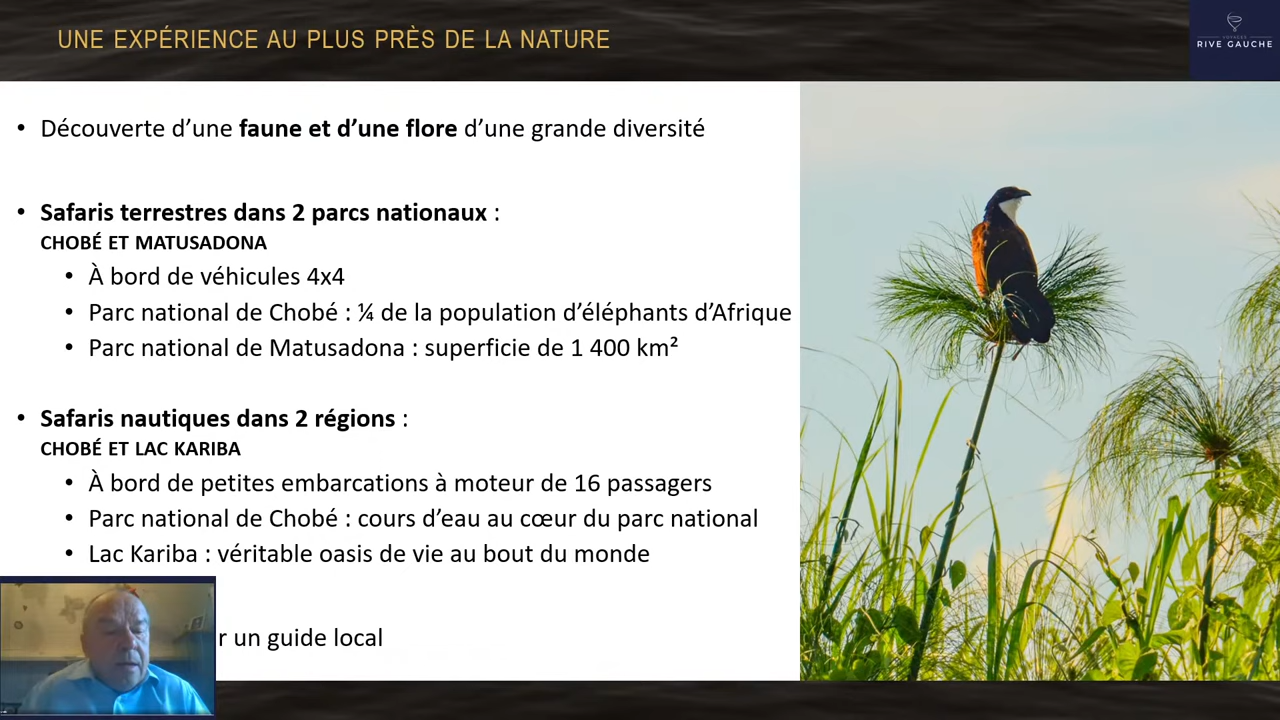 UNE EXPÉRIENCE AU PLUS PRÈS DE LA NATURE
VOYAGES
RIVE GAUCHE
• Découverte d’une faune et d’une flore d’une grande diversité
• Safaris terrestres dans 2 parcs nationaux :
CHOBÉ ET MATUSADONA
• À bord de véhicules 4x4
• Parc national de Chobé : ¼ de la population d’éléphants d’Afrique
• Parc national de Matusadona : superficie de 1 400 km²
• Safaris nautiques dans 2 régions :
CHOBÉ ET LAC KARIBA
• À bord de petites embarcations à moteur de 16 passagers
• Parc national de Chobé : cours d’eau au cœur du parc national
• Lac Kariba : véritable oasis de vie au bout du monde
r un guide local